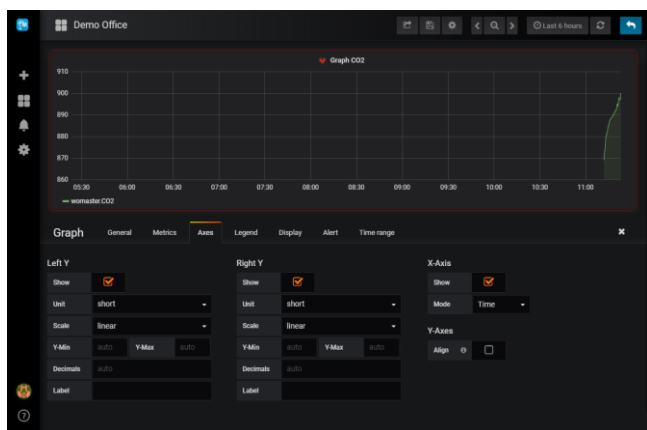 Demo Office
Last 6 hours
Graph CO2
910
900
890
880
870
860
05:30 06:00 06:30 07:00 07:30 08:00 08:30 09:00 09:30 10:00 10:30 11:00
womaster.CO2
Graph General Metrics Axes Legend Display Alert Time range
Left Y
Show
Unit short
Scale linear
Y-Min auto Y-Max auto
Decimals auto
Label
Right Y
Show
Unit short
Scale linear
Y-Min auto Y-Max auto
Decimals auto
Label
X-Axis
Show
Mode Time
Y-Axes
Align